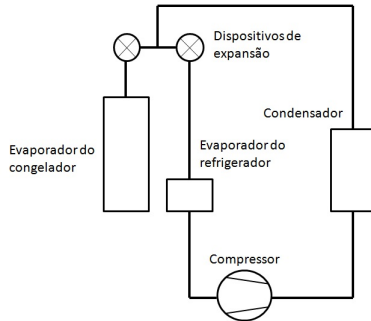 Dispositivos de
expansão
Condensador
Evaporador do
congelador
Evaporador do
refrigerador
Compressor